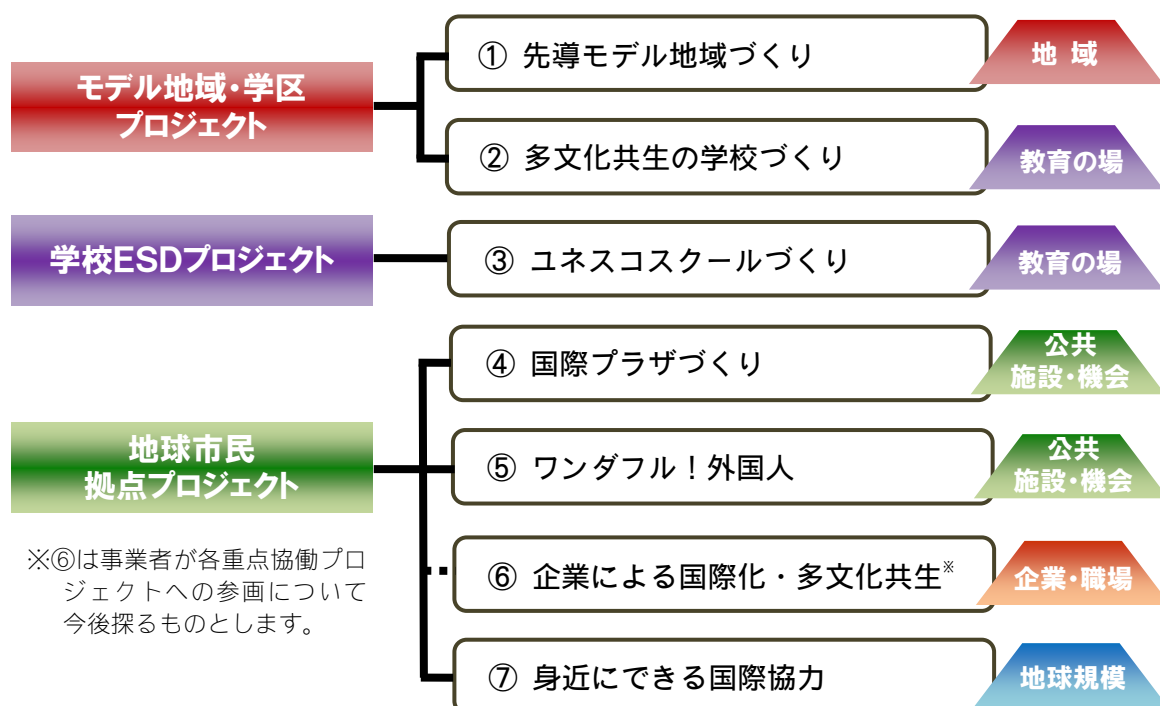 モデル地域・学区
プロジェクト
① 先導モデル地域づくり
地 域
② 多文化共生の学校づくり
教育の場
学校ESDプロジェクト
③ ユネスコスクールづくり
教育の場
地球市民
拠点プロジェクト
④ 国際プラザづくり
公共
施設・機会
⑤ ワンダフル！外国人
公共
施設・機会
⑥ 企業による国際化・多文化共生※
企業・職場
⑦ 身近にできる国際協力
地球規模
※⑥は事業者が各重点協働プロ
ジェクトへの参画について
今後探るものとします。